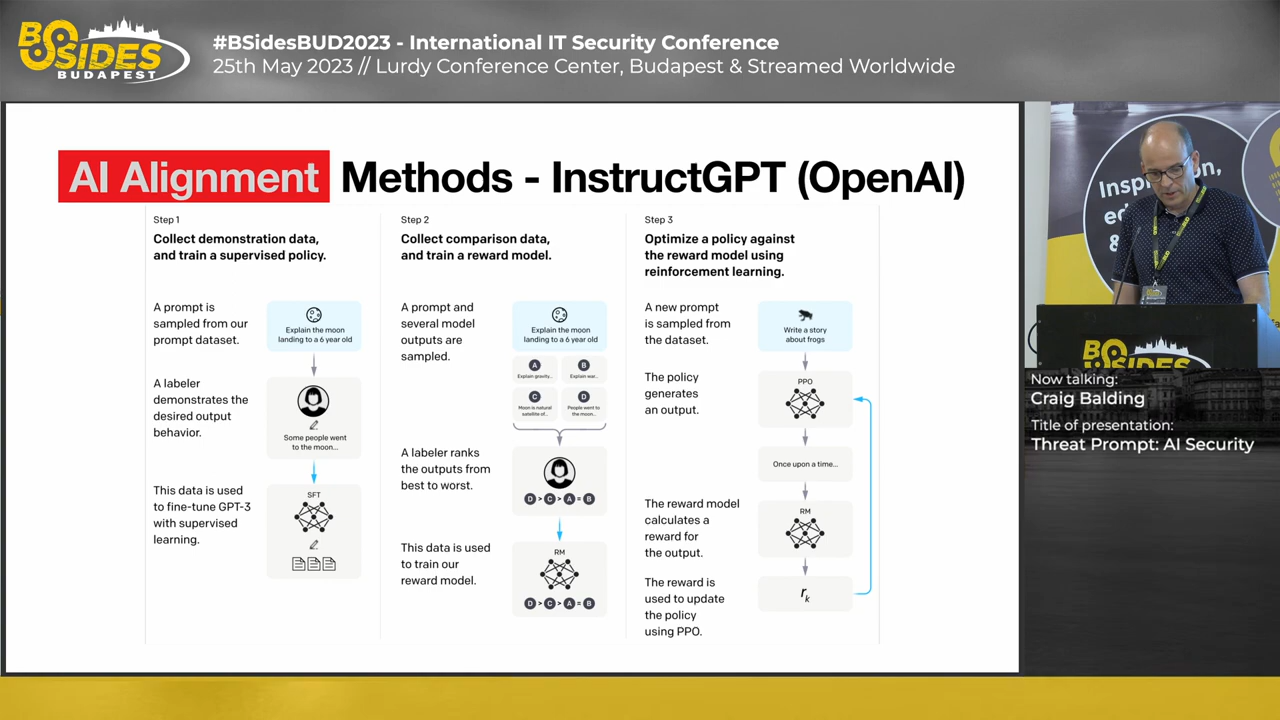 BSIDES
BUDAPEST
#BSidesBUD2023 - International IT Security Conference
25th May 2023 // Lurdy Conference Center, Budapest & Streamed Worldwide
AI Alignment Methods - InstructGPT (OpenAI)
Step 1
Collect demonstration data,
and train a supervised policy.
A prompt is
sampled from our
prompt dataset.
Explain the moon
landing to a 6 year old
A labeler
demonstrates the
desired output
behavior.
Some people went
to the moon...
This data is used
to fine-tune GPT-3
with supervised
learning.
SFT
Step 2
Collect comparison data,
and train a reward model.
A prompt and
several model
outputs are
sampled.
Explain the moon
landing to a 6 year old
A
Explain gravity...
B
Explain war...
C
Moon is natural
satellite of...
D
People went to
the moon...
A labeler ranks
the outputs from
best to worst.
D > C > A = B
This data is used
to train our
reward model.
RM
D > C > A = B
Step 3
Optimize a policy against
the reward model using
reinforcement learning.
A new prompt
is sampled from
the dataset.
Write a story
about frogs
The policy
generates
an output.
PPO
Once upon a time...
The reward model
calculates a
reward for
the output.
RM
The reward is
used to update
the policy
using PPO.
rk
BSIDES
Now talking:
Craig Balding
Title of presentation:
Threat Prompt: AI Security